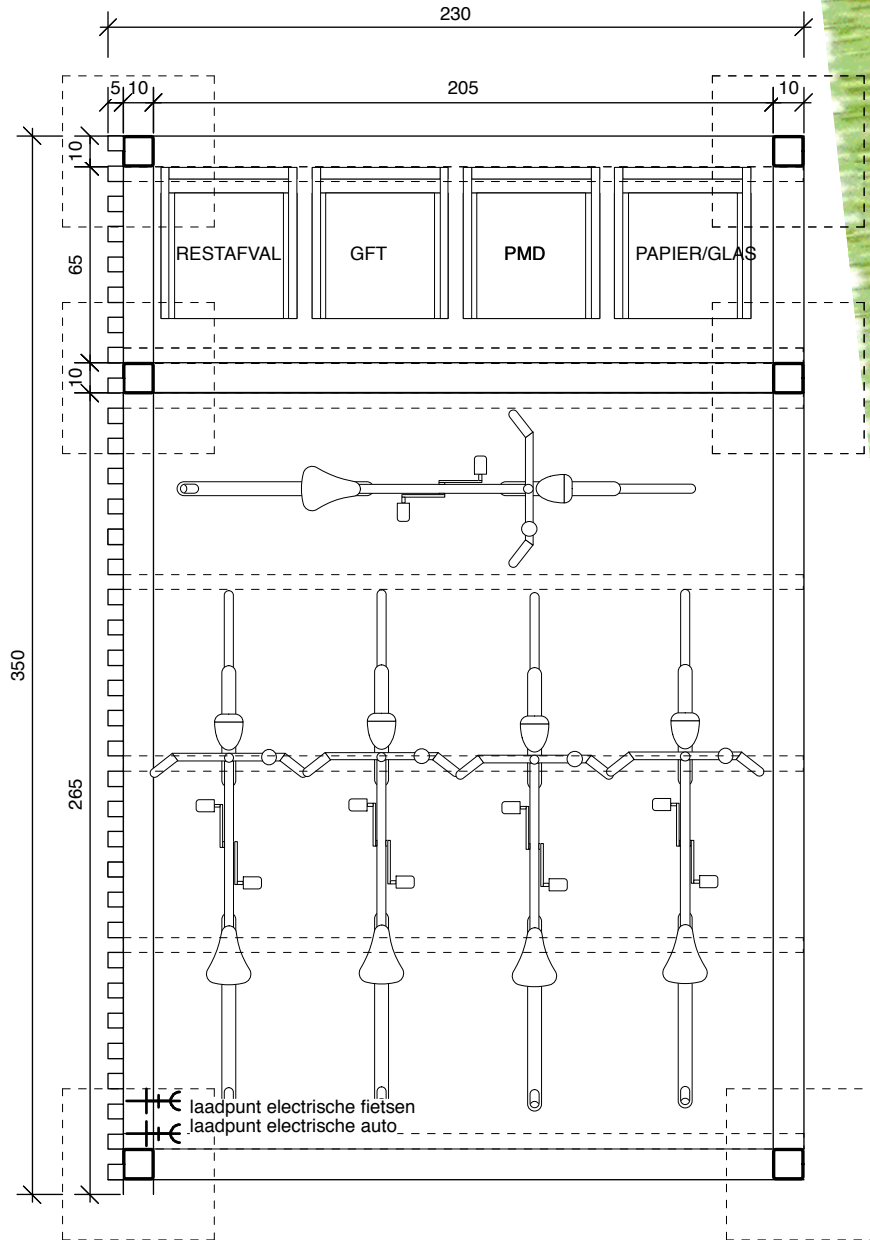 230
5 10 205 10
10
RESTAFVAL GFT PMD PAPIER/GLAS
65
10
350
265
laadpunt electrische fietsen
laadpunt electrische auto